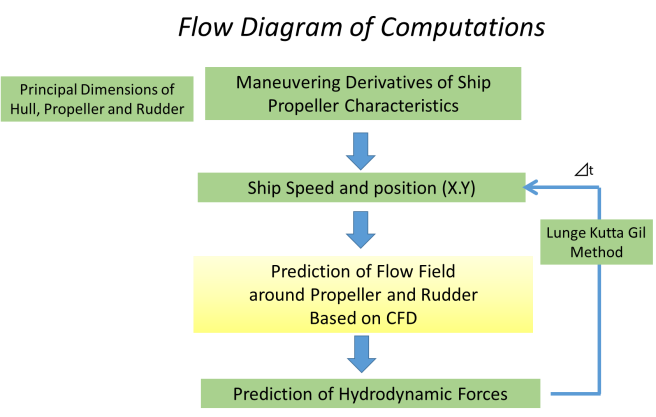 Flow Diagram of Computations
Principal Dimensions of
Hull, Propeller and Rudder
Maneuvering Derivatives of Ship
Propeller Characteristics
⊿t
Ship Speed and position (X.Y)
Lunge Kutta Gil
Method
Prediction of Flow Field
around Propeller and Rudder
Based on CFD
Prediction of Hydrodynamic Forces